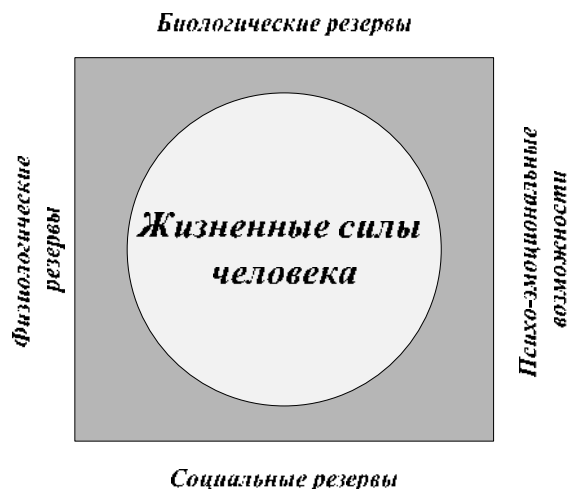 Биологические резервы
Физиологические
резервы
Жизненные силы
человека
Психо-эмоциональные
возможности
Социальные резервы